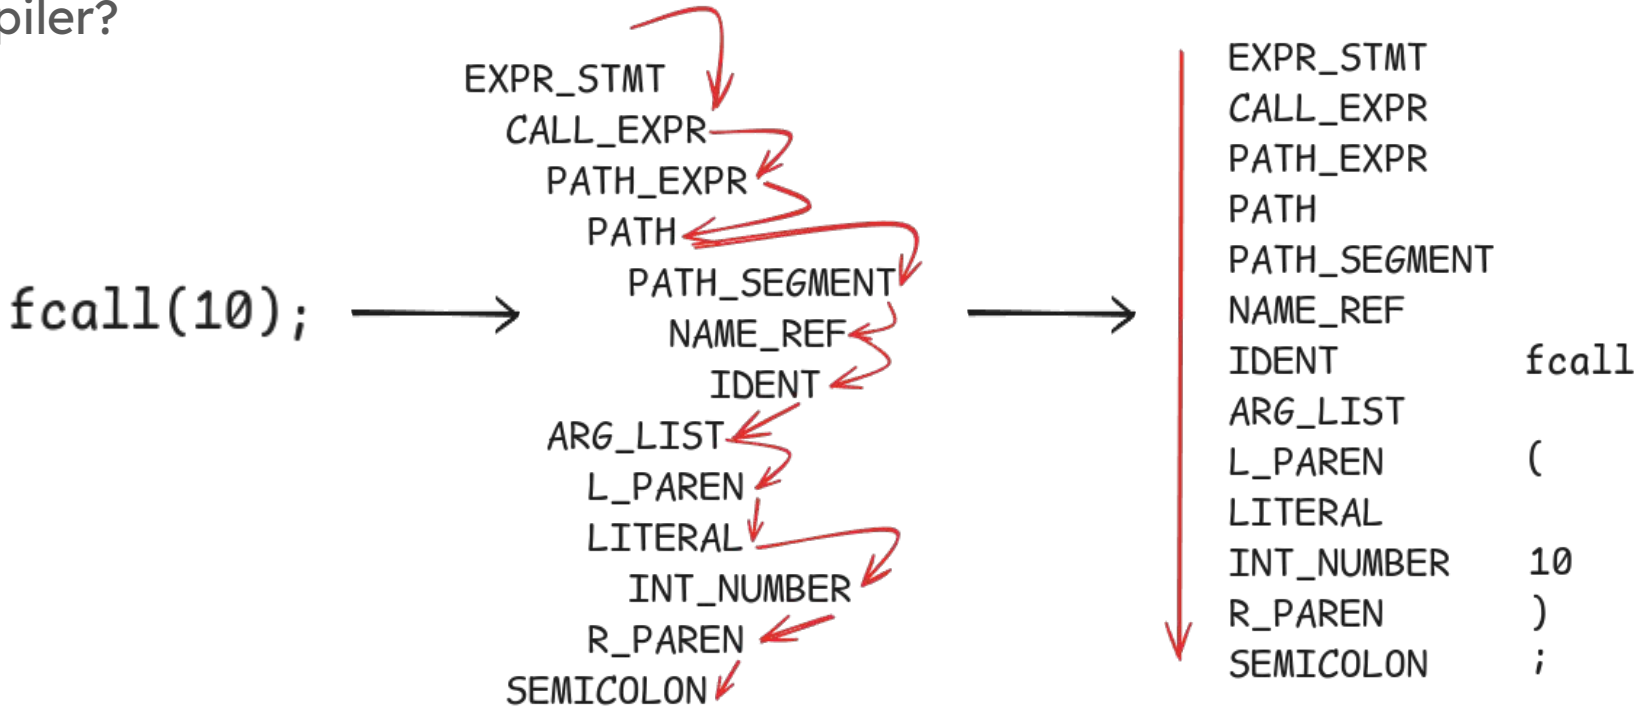 piler?
fcall(10);
EXPR_STMT
CALL_EXPR
PATH_EXPR
PATH
PATH_SEGMENT
NAME_REF
IDENT
ARG_LIST
L_PAREN
LITERAL
INT_NUMBER
R_PAREN
SEMICOLON
EXPR_STMT
CALL_EXPR
PATH_EXPR
PATH
PATH_SEGMENT
NAME_REF
IDENT fcall
ARG_LIST
L_PAREN (
LITERAL
INT_NUMBER 10
R_PAREN )
SEMICOLON ;